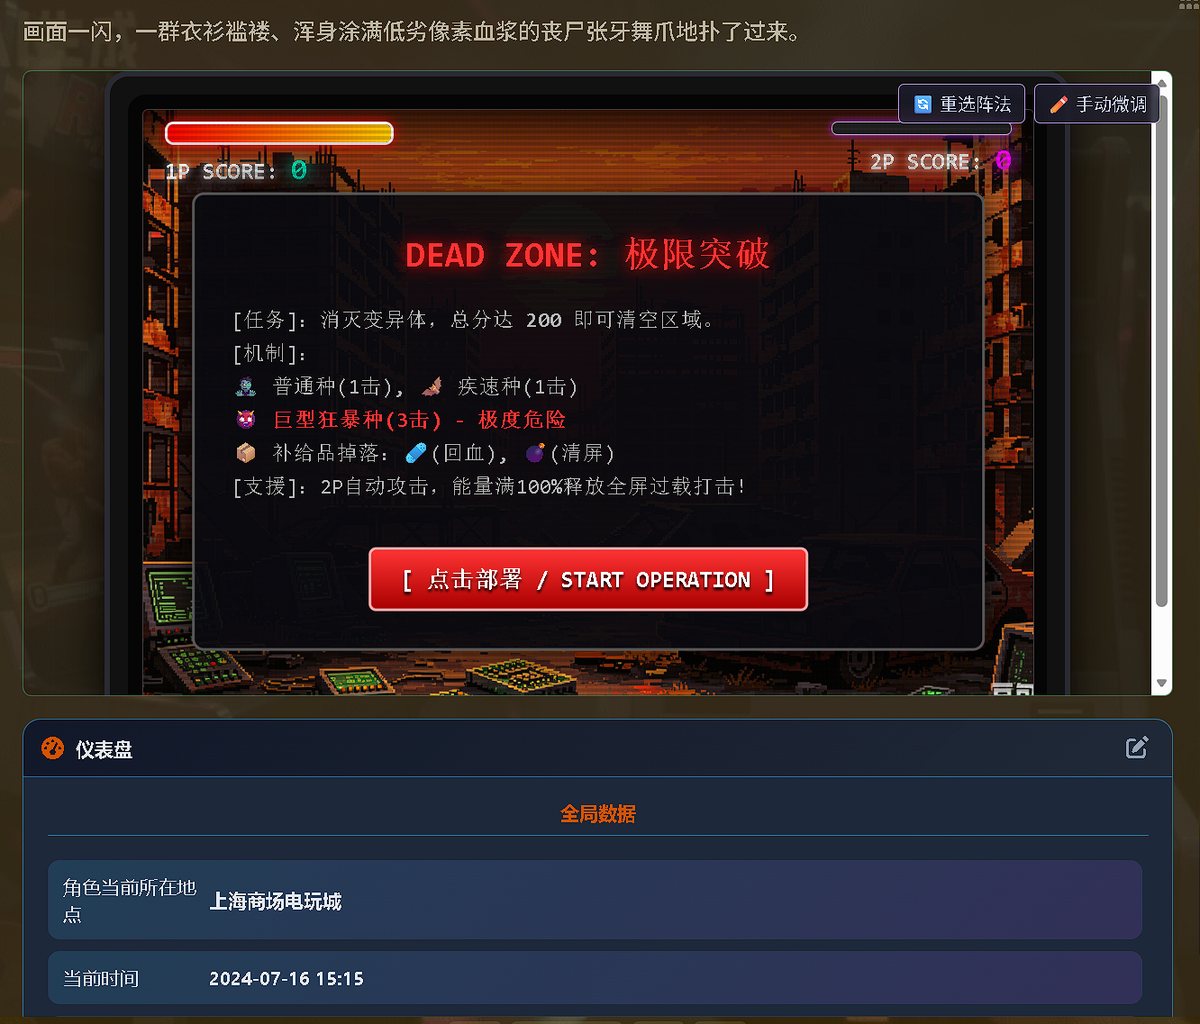 画面一闪，一群衣衫褴褛、浑身涂满低劣像素血浆的丧尸张牙舞爪地扑了过来。
重选阵法
手动微调
1P SCORE: 0
2P SCORE: 0
DEAD ZONE: 极限突破
[任务]: 消灭变异体，总分达 200 即可清空区域。
[机制]:
普通种(1击), 疾速种(1击)
巨型狂暴种(3击) - 极度危险
补给品掉落: (回血), (清屏)
[支援]: 2P自动攻击，能量满100%释放全屏过载打击!
[ 点击部署 / START OPERATION ]
仪表盘
全局数据
角色当前所在地点
上海商场电玩城
当前时间
2024-07-16 15:15